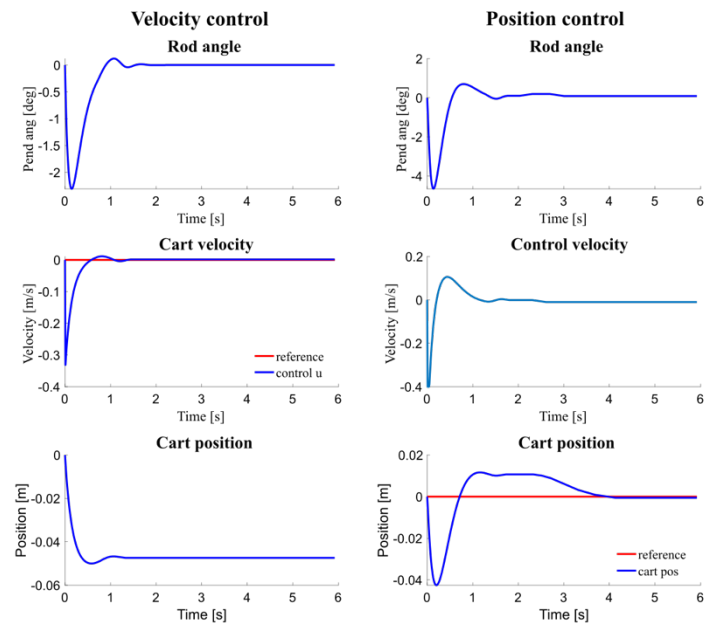 Velocity control
Position control
Rod angle
Rod angle
Pend ang [deg]
0
-0.5
-1
-1.5
-2
0 1 2 3 4 5 6
Time [s]
Pend ang [deg]
2
0
-2
-4
0 1 2 3 4 5 6
Time [s]
Cart velocity
Control velocity
Velocity [m/s]
0
-0.1
-0.2
-0.3
-0.4
reference
control u
0 1 2 3 4 5 6
Time [s]
Velocity [m/s]
0.2
0
-0.2
-0.4
0 1 2 3 4 5 6
Time [s]
Cart position
Cart position
Position [m]
0
-0.02
-0.04
-0.06
0 1 2 3 4 5 6
Time [s]
Position [m]
0.02
0
-0.02
-0.04
reference
cart pos
0 1 2 3 4 5 6
Time [s]